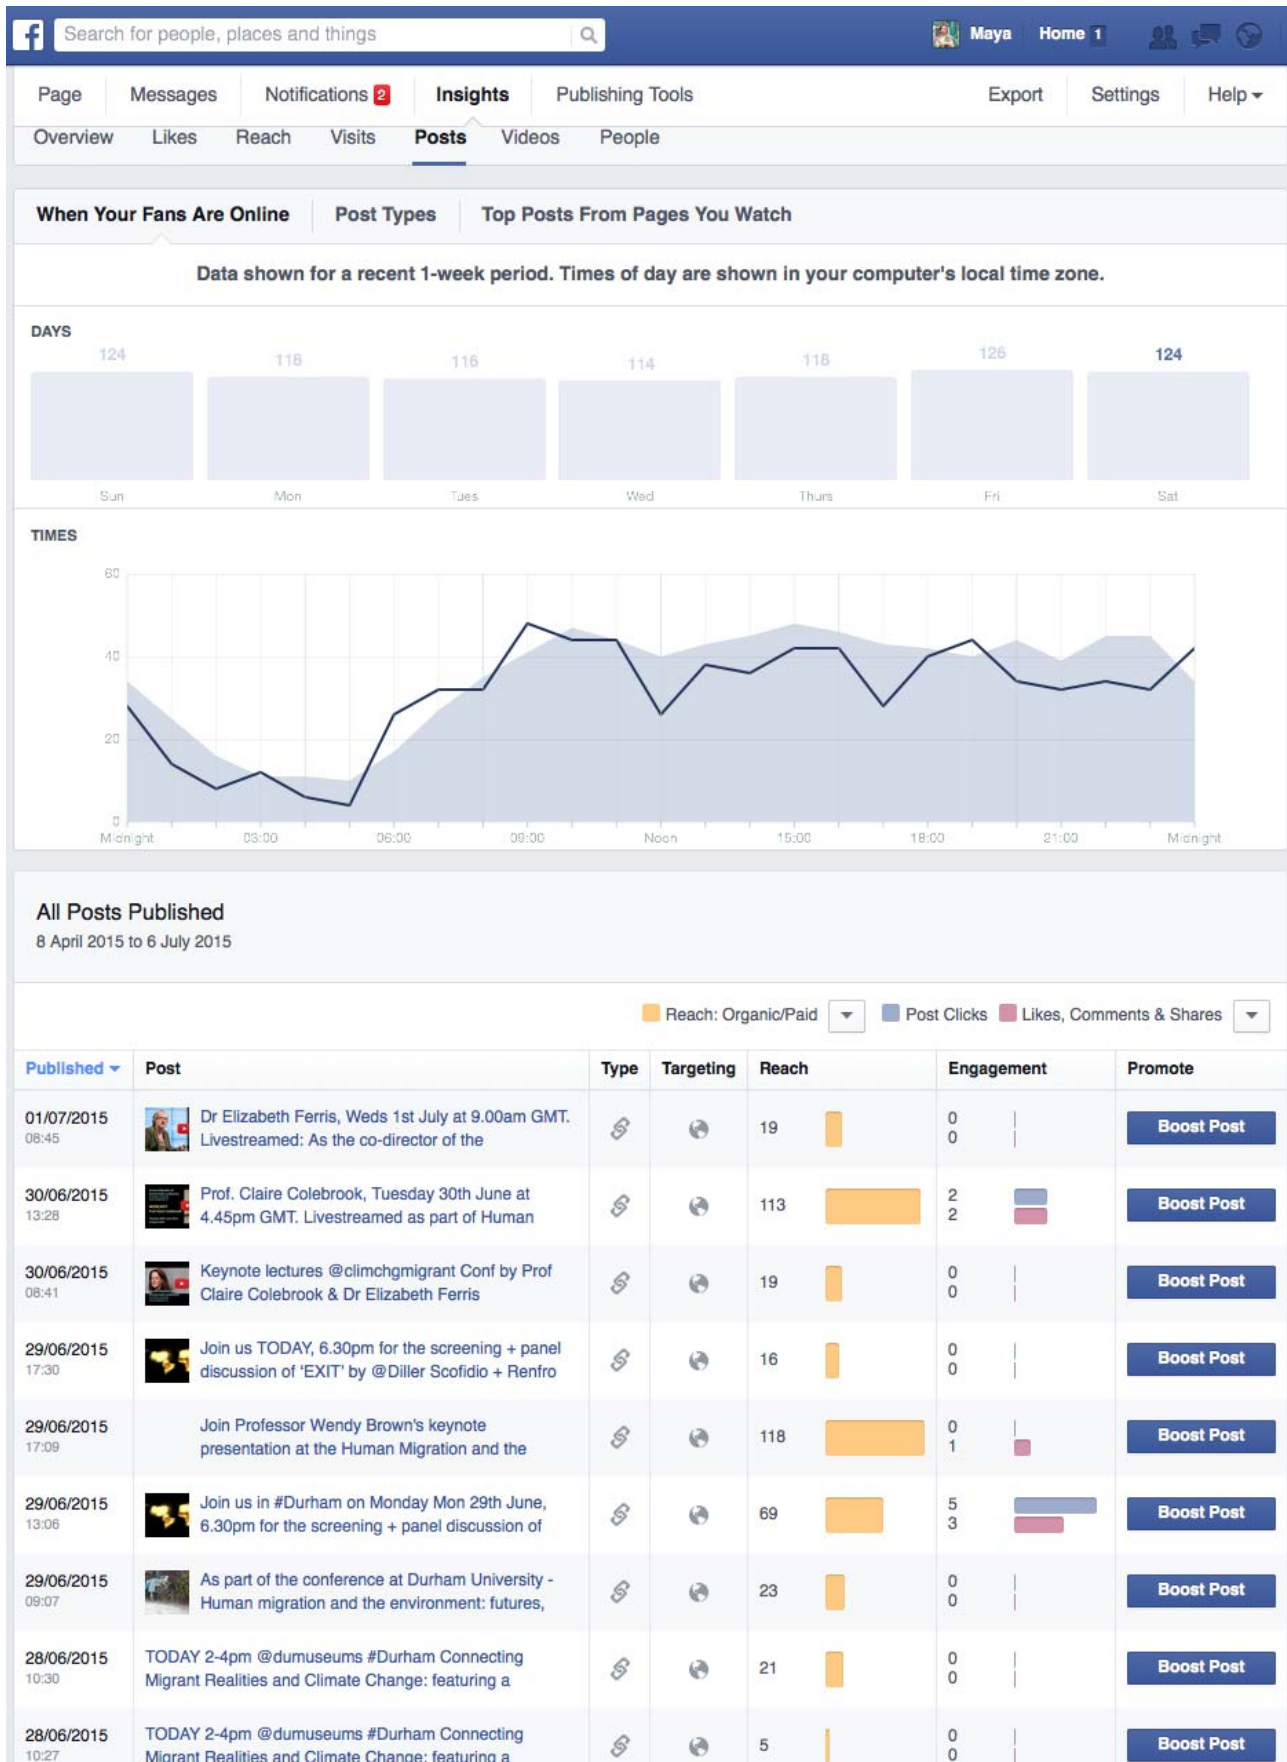 Search for people, places and things
Maya Home 1
Page Messages Notifications 2 Insights Publishing Tools Export Settings Help
Overview Likes Reach Visits Posts Videos People
When Your Fans Are Online Post Types Top Posts From Pages You Watch
Data shown for a recent 1-week period. Times of day are shown in your computer's local time zone.
DAYS
124 118 116 114 118 126 124
Sun Mon Tues Wed Thurs Fri Sat
TIMES
60
40
20
0
Midnight 03:00 06:00 09:00 Noon 15:00 18:00 21:00 Midnight
All Posts Published
8 April 2015 to 6 July 2015
Reach: Organic/Paid Post Clicks Likes, Comments & Shares
Published Post Type Targeting Reach Engagement Promote
01/07/2015 Dr Elizabeth Ferris, Weds 1st July at 9.00am GMT. 19 0 Boost Post
08:45 Livestreamed: As the co-director of the 0
30/06/2015 Prof. Claire Colebrook, Tuesday 30th June at 113 2 Boost Post
13:28 4.45pm GMT. Livestreamed as part of Human 2
30/06/2015 Keynote lectures @climchgmigrant Conf by Prof 19 0 Boost Post
08:41 Claire Colebrook & Dr Elizabeth Ferris 0
29/06/2015 Join us TODAY, 6.30pm for the screening + panel 16 0 Boost Post
17:30 discussion of ‘EXIT’ by @Diller Scofidio + Renfro 0
29/06/2015 Join Professor Wendy Brown's keynote 118 0 Boost Post
17:09 presentation at the Human Migration and the 1
29/06/2015 Join us in #Durham on Monday Mon 29th June, 69 5 Boost Post
13:06 6.30pm for the screening + panel discussion of 3
29/06/2015 As part of the conference at Durham University - 23 0 Boost Post
09:07 Human migration and the environment: futures, 0
28/06/2015 TODAY 2-4pm @dumuseums #Durham Connecting 21 0 Boost Post
10:30 Migrant Realities and Climate Change: featuring a 0
28/06/2015 TODAY 2-4pm @dumuseums #Durham Connecting 5 0 Boost Post
10:27 Migrant Realities and Climate Change: featuring a 0